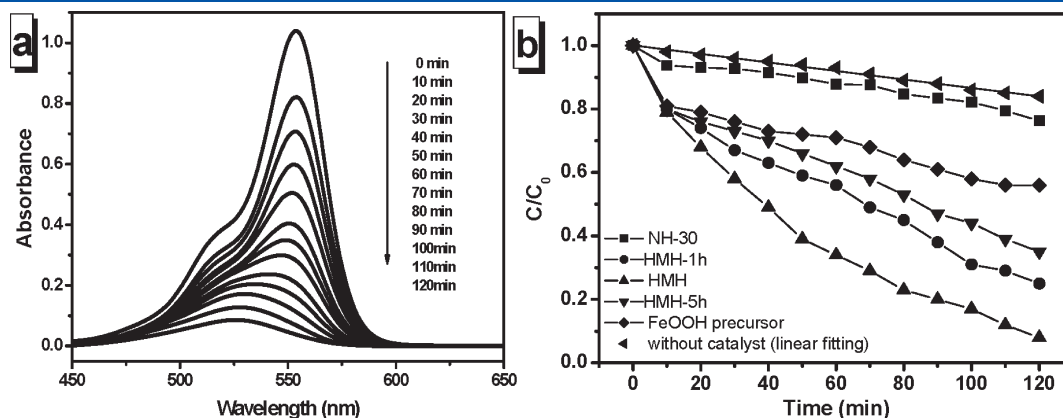 a
1.0
0.8
0.6
0.4
0.2
0.0
Absorbance
450 500 550 600 650
Wavelength (nm)
0 min
10 min
20 min
30 min
40 min
50 min
60 min
70 min
80 min
90 min
100min
110min
120min
b
1.0
0.8
0.6
0.4
0.2
0.0
C/C0
0 20 40 60 80 100 120
Time (min)
NH-30
HMH-1h
HMH
HMH-5h
FeOOH precursor
without catalyst (linear fitting)